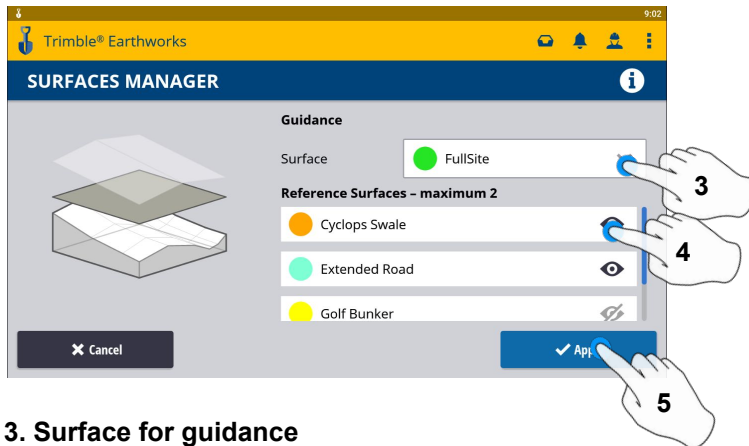 9:02
Trimble® Earthworks
SURFACES MANAGER
Guidance
Surface FullSite
3
Reference Surfaces – maximum 2
Cyclops Swale
4
Extended Road
Golf Bunker
Cancel
App
5
3. Surface for guidance